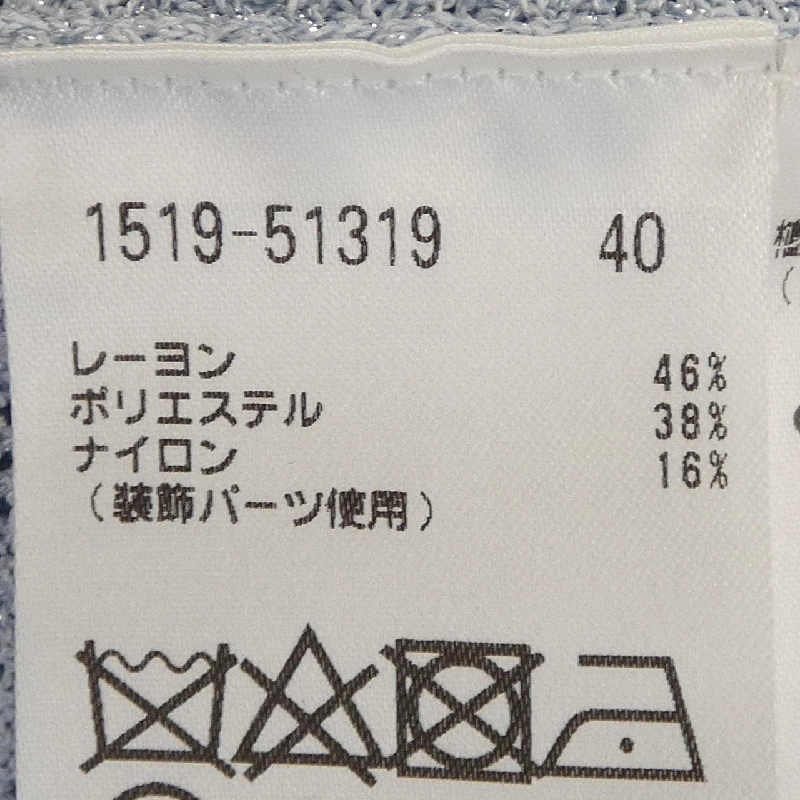 1519-51319 40
レーヨン 46%
ポリエステル 38%
ナイロン 16%
（装飾パーツ使用）